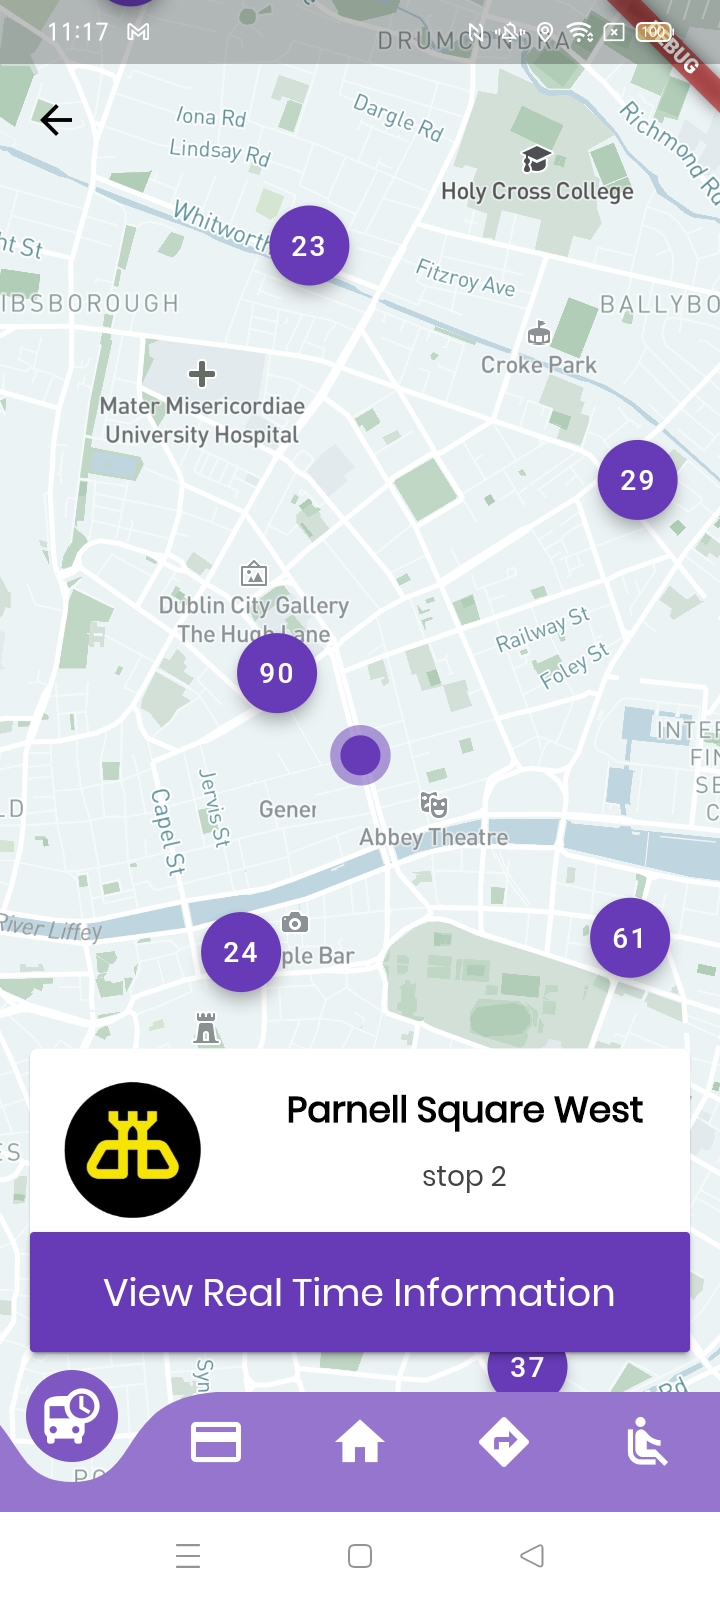 11:17
DRUMCONDRA
100
BUG
Iona Rd
Dargle Rd
Lindsay Rd
Richmond Rd
Holy Cross College
Whitworth
23
ht St
Fitzroy Ave
IBSBOROUGH
BALLYBO
Croke Park
Mater Misericordiae
University Hospital
29
Dublin City Gallery
The Hugh Lane
Railway St
Foley St
90
INTER
FIN
SE
C
LD
Capel St
Jervis St
Gener
Abbey Theatre
River Liffey
24
ple Bar
61
Parnell Square West
ES
stop 2
View Real Time Information
37
Syn
Rd
PO